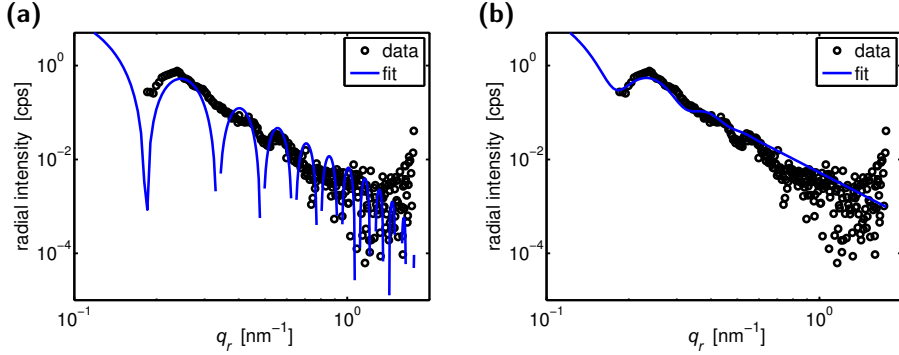 (a)
10^0
10^-2
10^-4
radial intensity [cps]
data
fit
10^-1
10^0
q_r [nm^-1]
(b)
10^0
10^-2
10^-4
radial intensity [cps]
data
fit
10^-1
10^0
q_r [nm^-1]